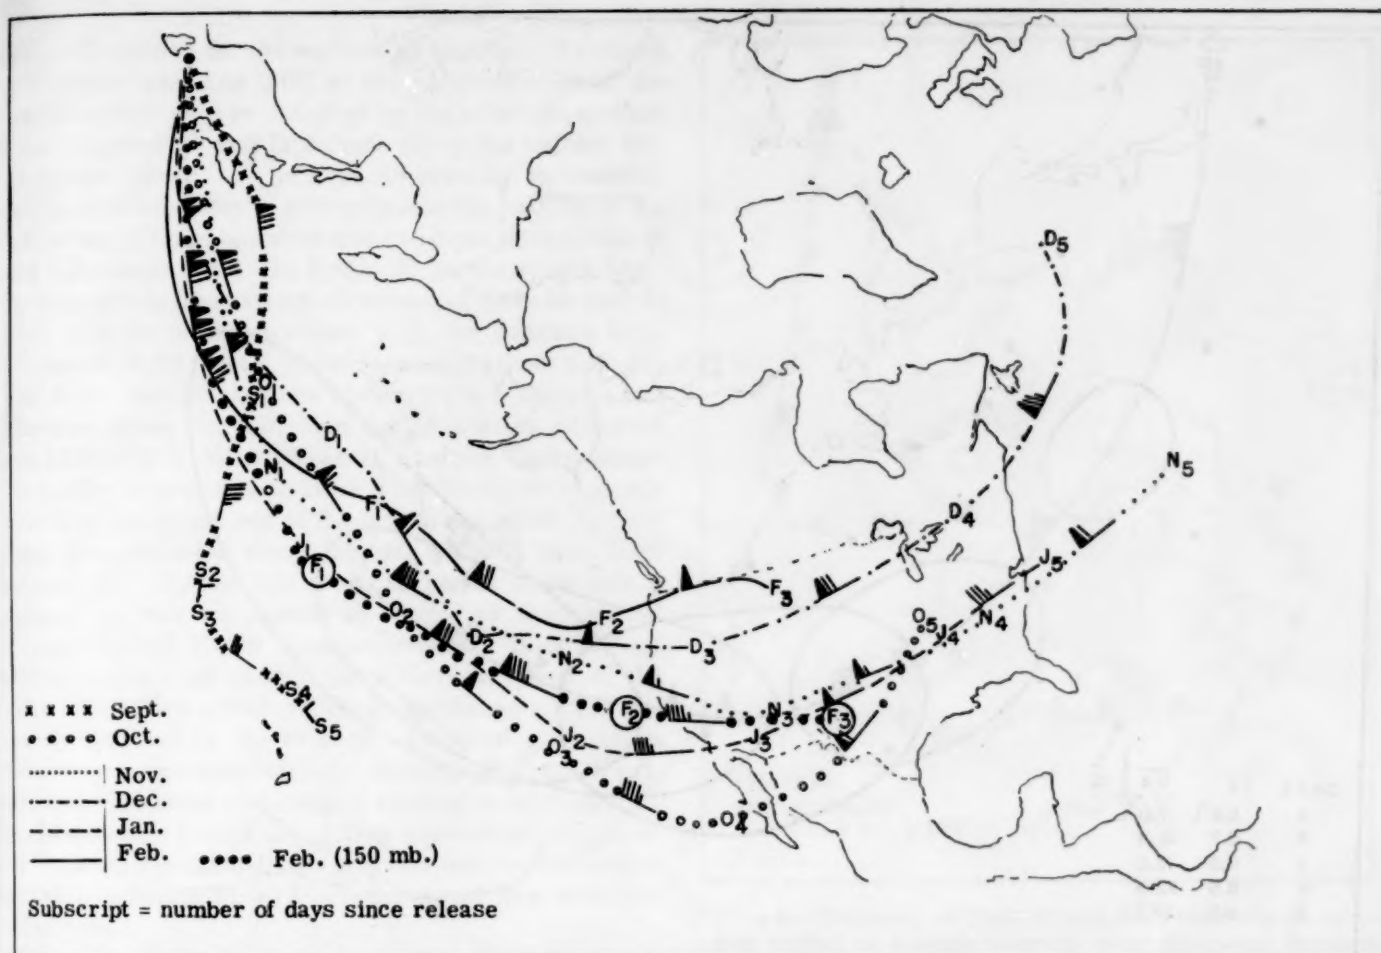 D5
O1
S1
D1
N5
N1
F1
D4
J1
F1
J5
S2
F3
O2
F2
S3
D2
O5
N4
J4
D3
N2
S4
F2
N3
F3
S5
J2
J3
O3
O4
x x x x x Sept.
Oct.
Nov.
Dec.
Jan.
Feb.
Feb. (150 mb.)
Subscript = number of days since release